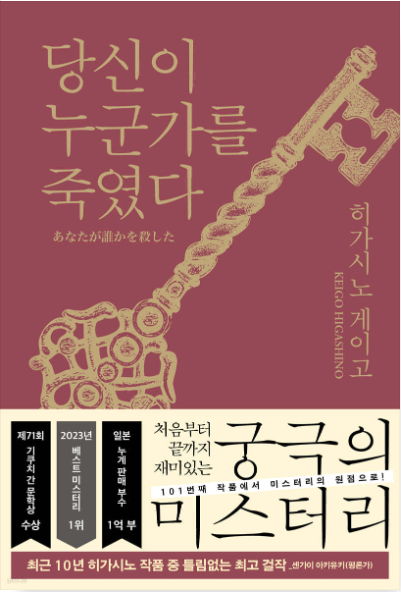 당신이
누군가를
죽였다
あなたが誰かを殺した
히가시노 게이고
KEIGO HIGASHINO
제71회
기쿠치 간 문학상
수상
2023년
베스트 미스터리
1위
일본
누계 판매 부수
1억 부
처음부터
끝까지
재미있는
궁극의
101번째 작품에서 미스터리의 원점으로!
미스터리
최근 10년 히가시노 작품 중 틀림없는 최고 걸작 _센가이 아키유키(평론가)